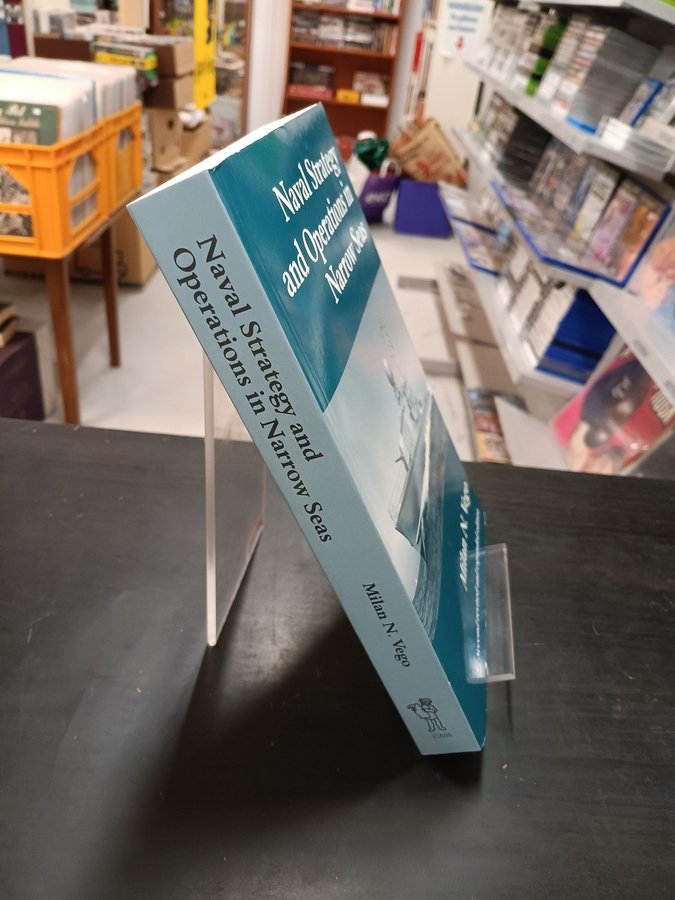 Naval Strategy
and Operations in
Narrow Seas
Milan N. Vego
Naval Strategy and
Operations in Narrow Seas
Milan N. Vego
CASS